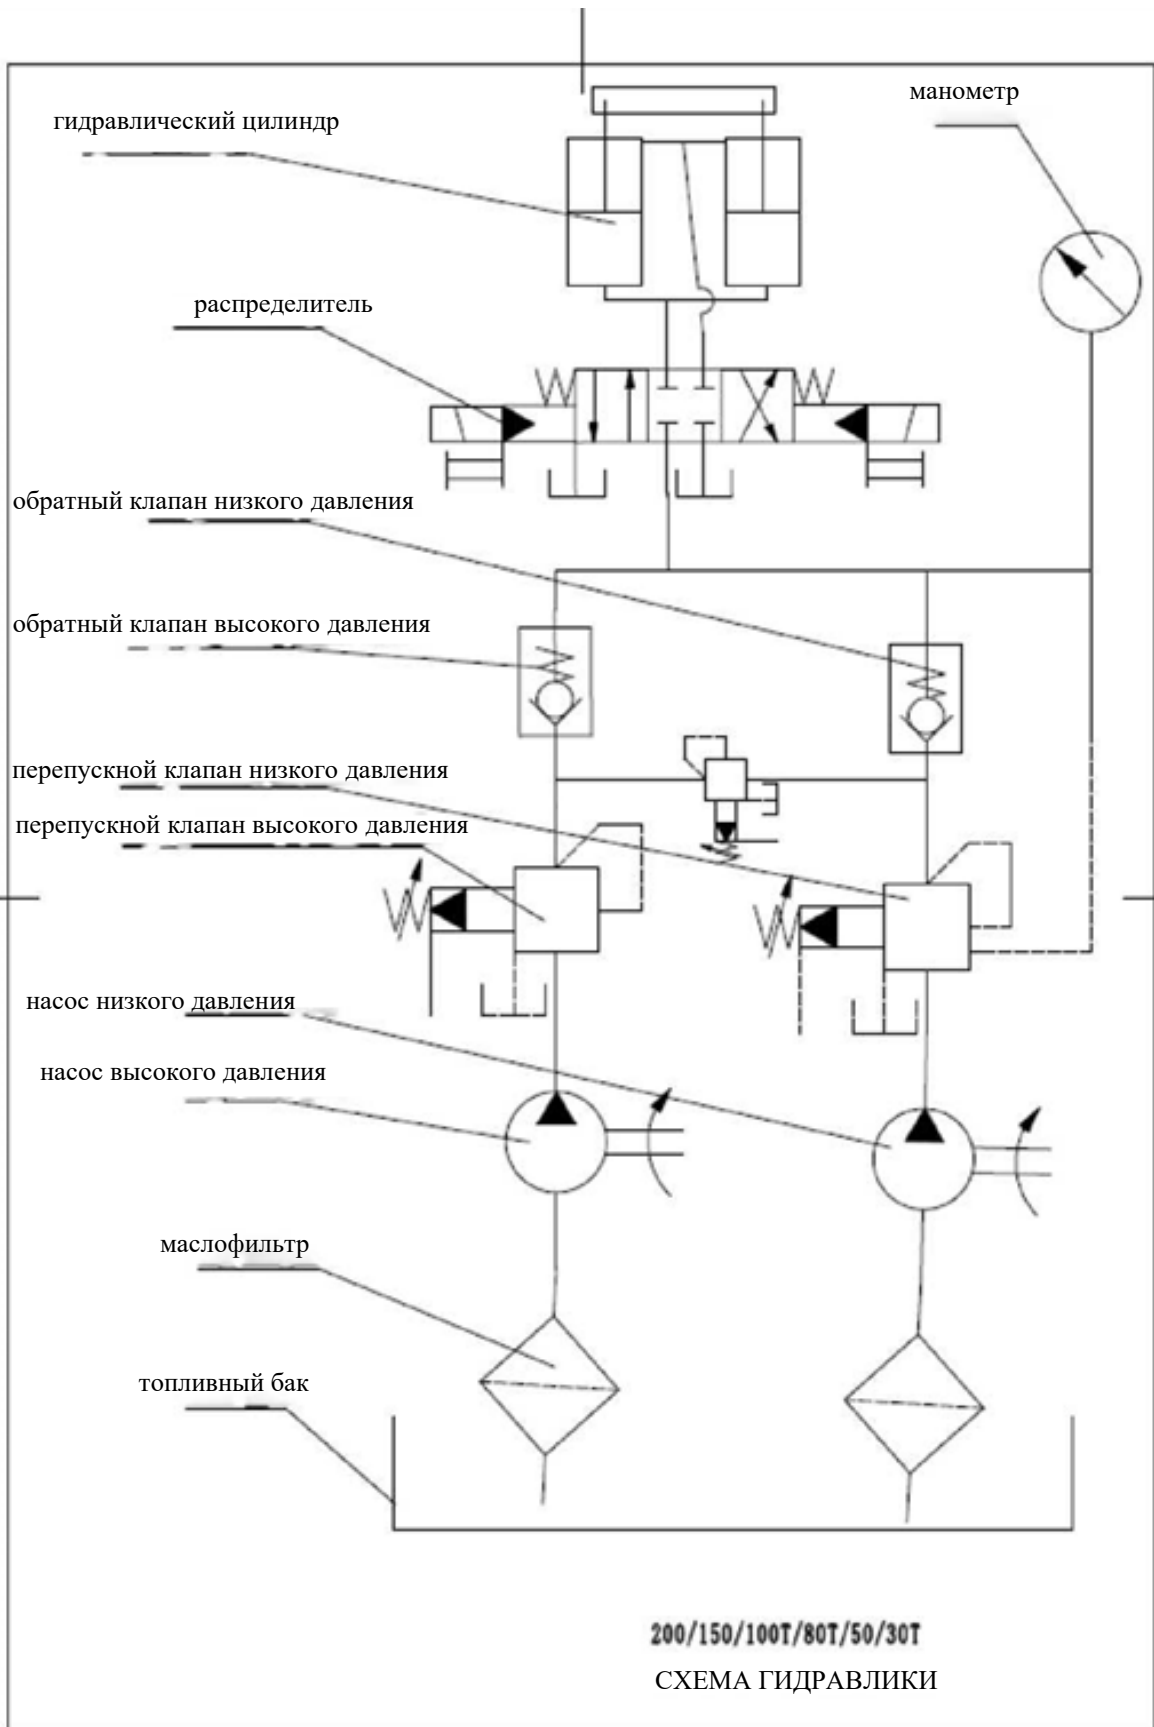 манометр
гидравлический цилиндр
распределитель
обратный клапан низкого давления
обратный клапан высокого давления
перепускной клапан низкого давления
перепускной клапан высокого давления
насос низкого давления
насос высокого давления
маслофильтр
топливный бак
200/150/100T/80T/50/30T
СХЕМА ГИДРАВЛИКИ